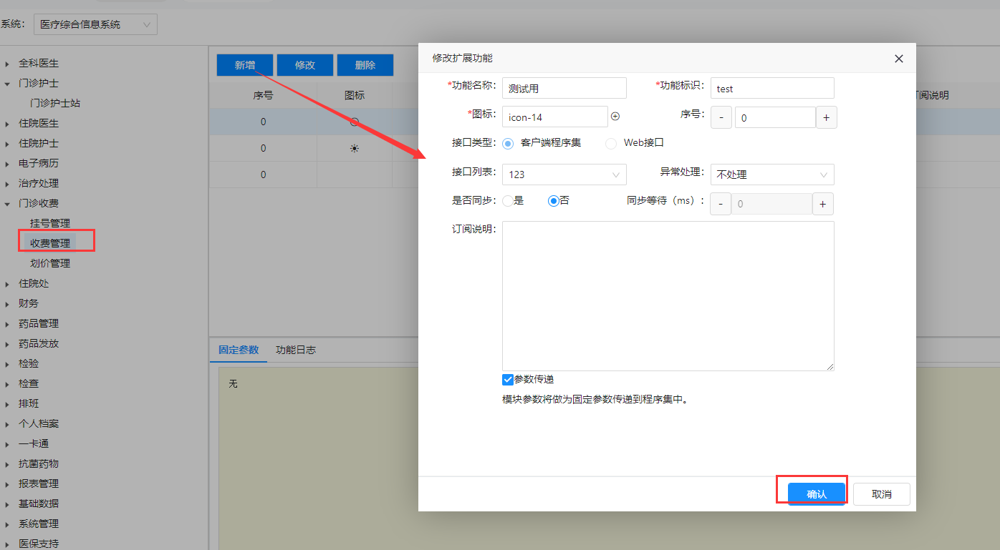 系统：
医疗综合信息系统
全科医生
门诊护士
门诊护士站
住院医生
住院护士
电子病历
治疗处理
门诊收费
挂号管理
收费管理
划价管理
住院处
财务
药品管理
药品发放
检验
检查
排班
个人档案
一卡通
抗菌药物
报表管理
基础数据
系统管理
医保支持
新增 修改 删除
序号 图标 订阅说明
0
0
0
固定参数 功能日志
无
修改扩展功能
*功能名称： 测试用 *功能标识： test
*图标： icon-14 序号： - 0 +
接口类型： 客户端程序集 Web接口
接口列表： 123 异常处理： 不处理
是否同步： 是 否 同步等待（ms）： - 0 +
订阅说明：
参数传递
模块参数将做为固定参数传递到程序集中。
确认 取消